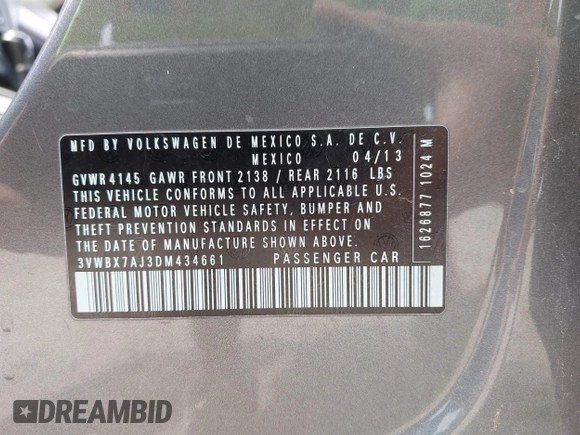 MFD BY VOLKSWAGEN DE MEXICO S.A. DE C.V.
MEXICO 04/13
GVWR4145 GAWR FRONT 2138 / REAR 2116 LBS
THIS VEHICLE CONFORMS TO ALL APPLICABLE U.S.
FEDERAL MOTOR VEHICLE SAFETY, BUMPER AND
THEFT PREVENTION STANDARDS IN EFFECT ON
THE DATE OF MANUFACTURE SHOWN ABOVE.
3VWBX7AJ3DM434661 PASSENGER CAR
1626877 1024 M
DREAMBID